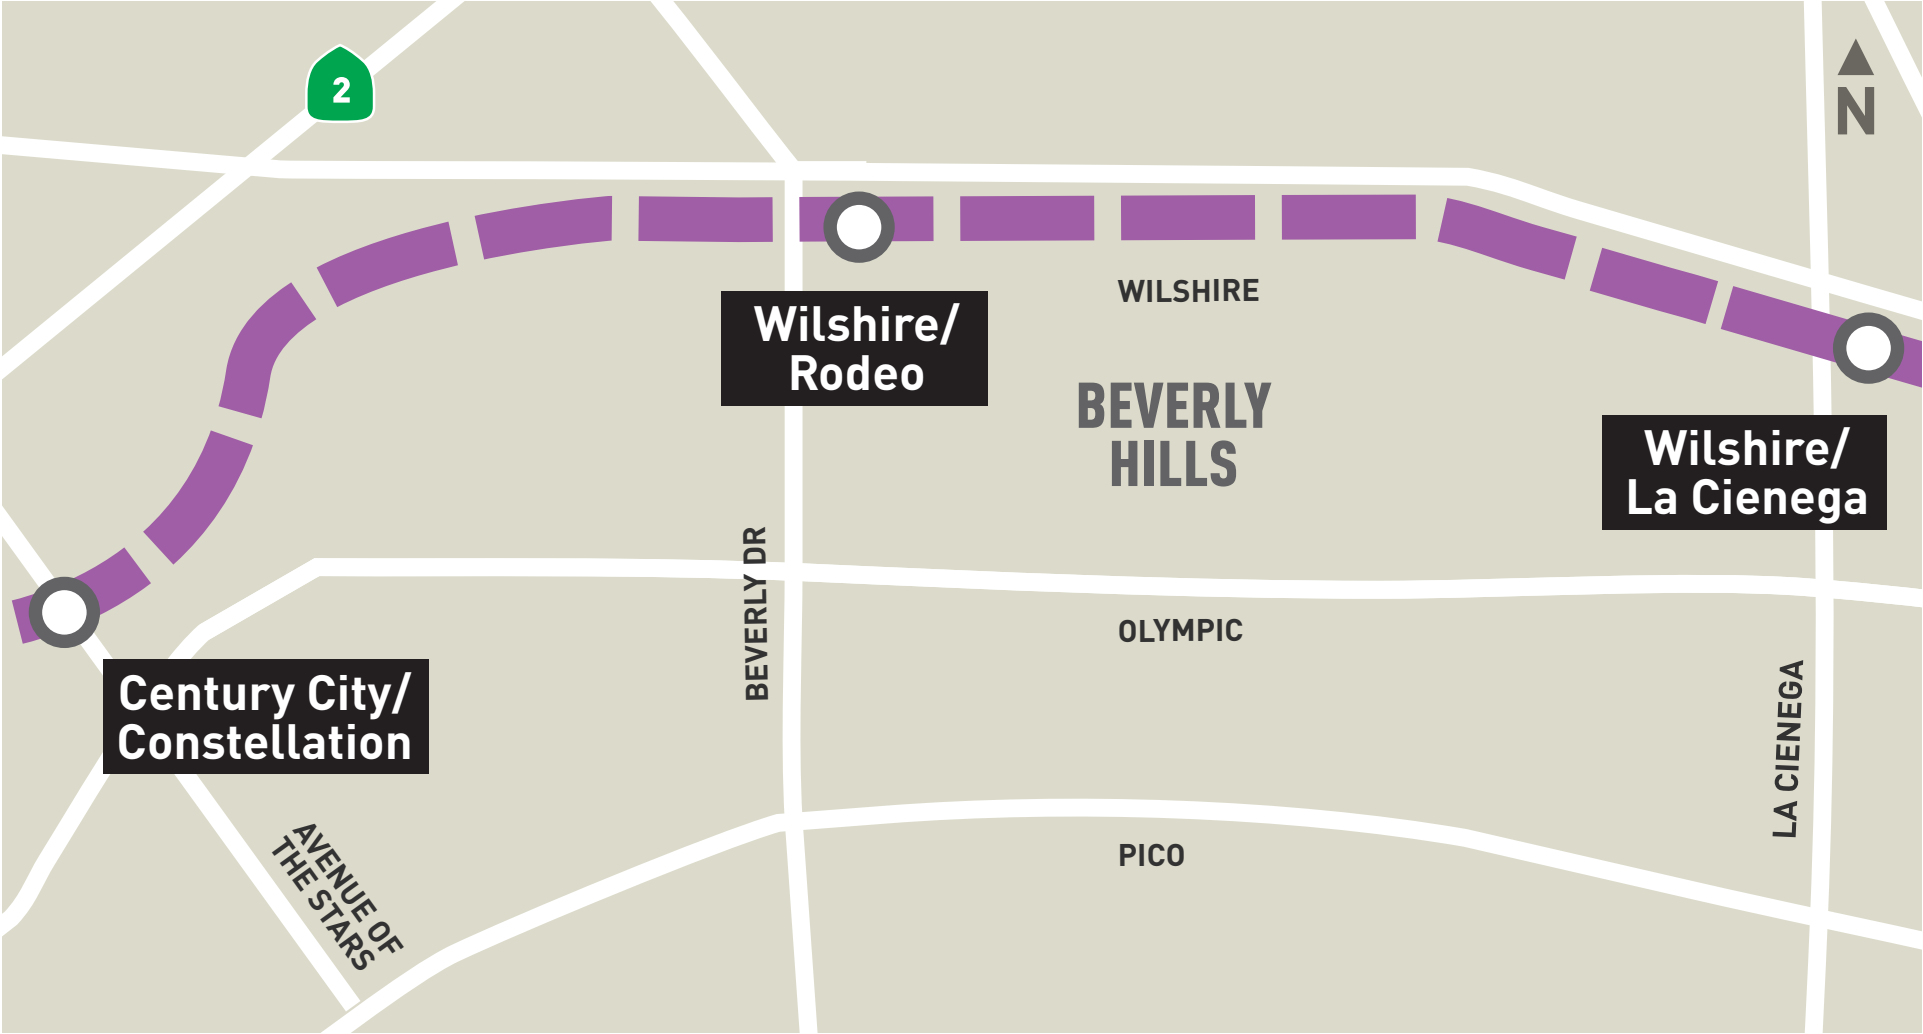 2
N
WILSHIRE
Wilshire/
Rodeo
BEVERLY
HILLS
Wilshire/
La Cienega
BEVERLY DR
OLYMPIC
Century City/
Constellation
LA CIENEGA
AVENUE OF
THE STARS
PICO